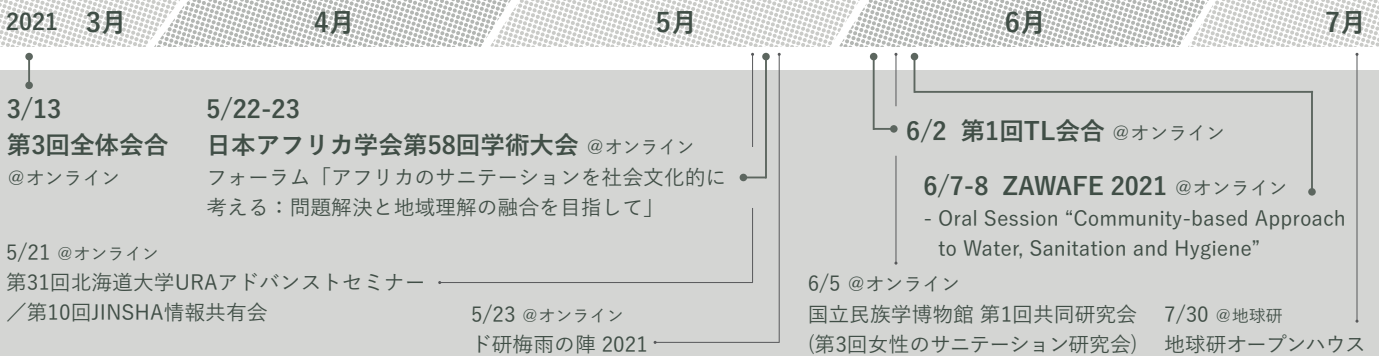 2021 3月 4月 5月 6月 7月
3/13
第3回全体会合
@オンライン
5/22-23
日本アフリカ学会第58回学術大会 @オンライン
フォーラム「アフリカのサニテーションを社会文化的に
考える：問題解決と地域理解の融合を目指して」
5/21 @オンライン
第31回北海道大学URAアドバンストセミナー
／第10回JINSHA情報共有会
5/23 @オンライン
ド研梅雨の陣 2021
6/2 第1回TL会合 @オンライン
6/7-8 ZAWAFE 2021 @オンライン
- Oral Session “Community-based Approach
to Water, Sanitation and Hygiene”
6/5 @オンライン
国立民族学博物館 第1回共同研究会
(第3回女性のサニテーション研究会)
7/30 @地球研
地球研オープンハウス